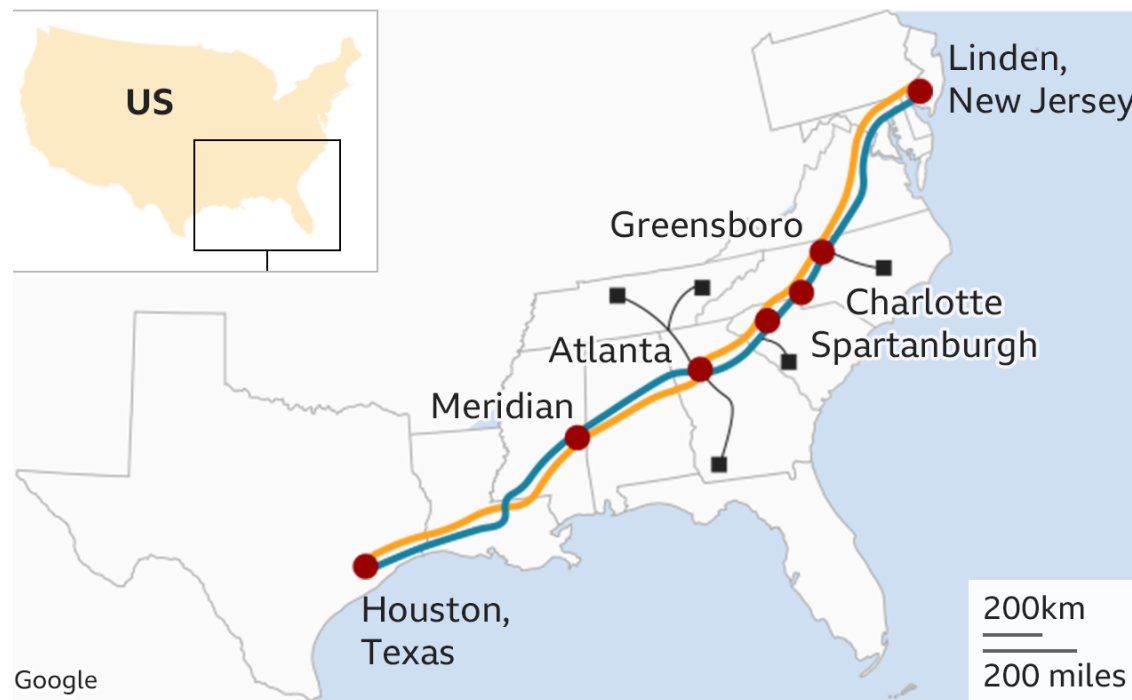 US
Linden,
New Jersey
Greensboro
Charlotte
Spartanburgh
Atlanta
Meridian
Houston,
Texas
200km
200 miles
Google